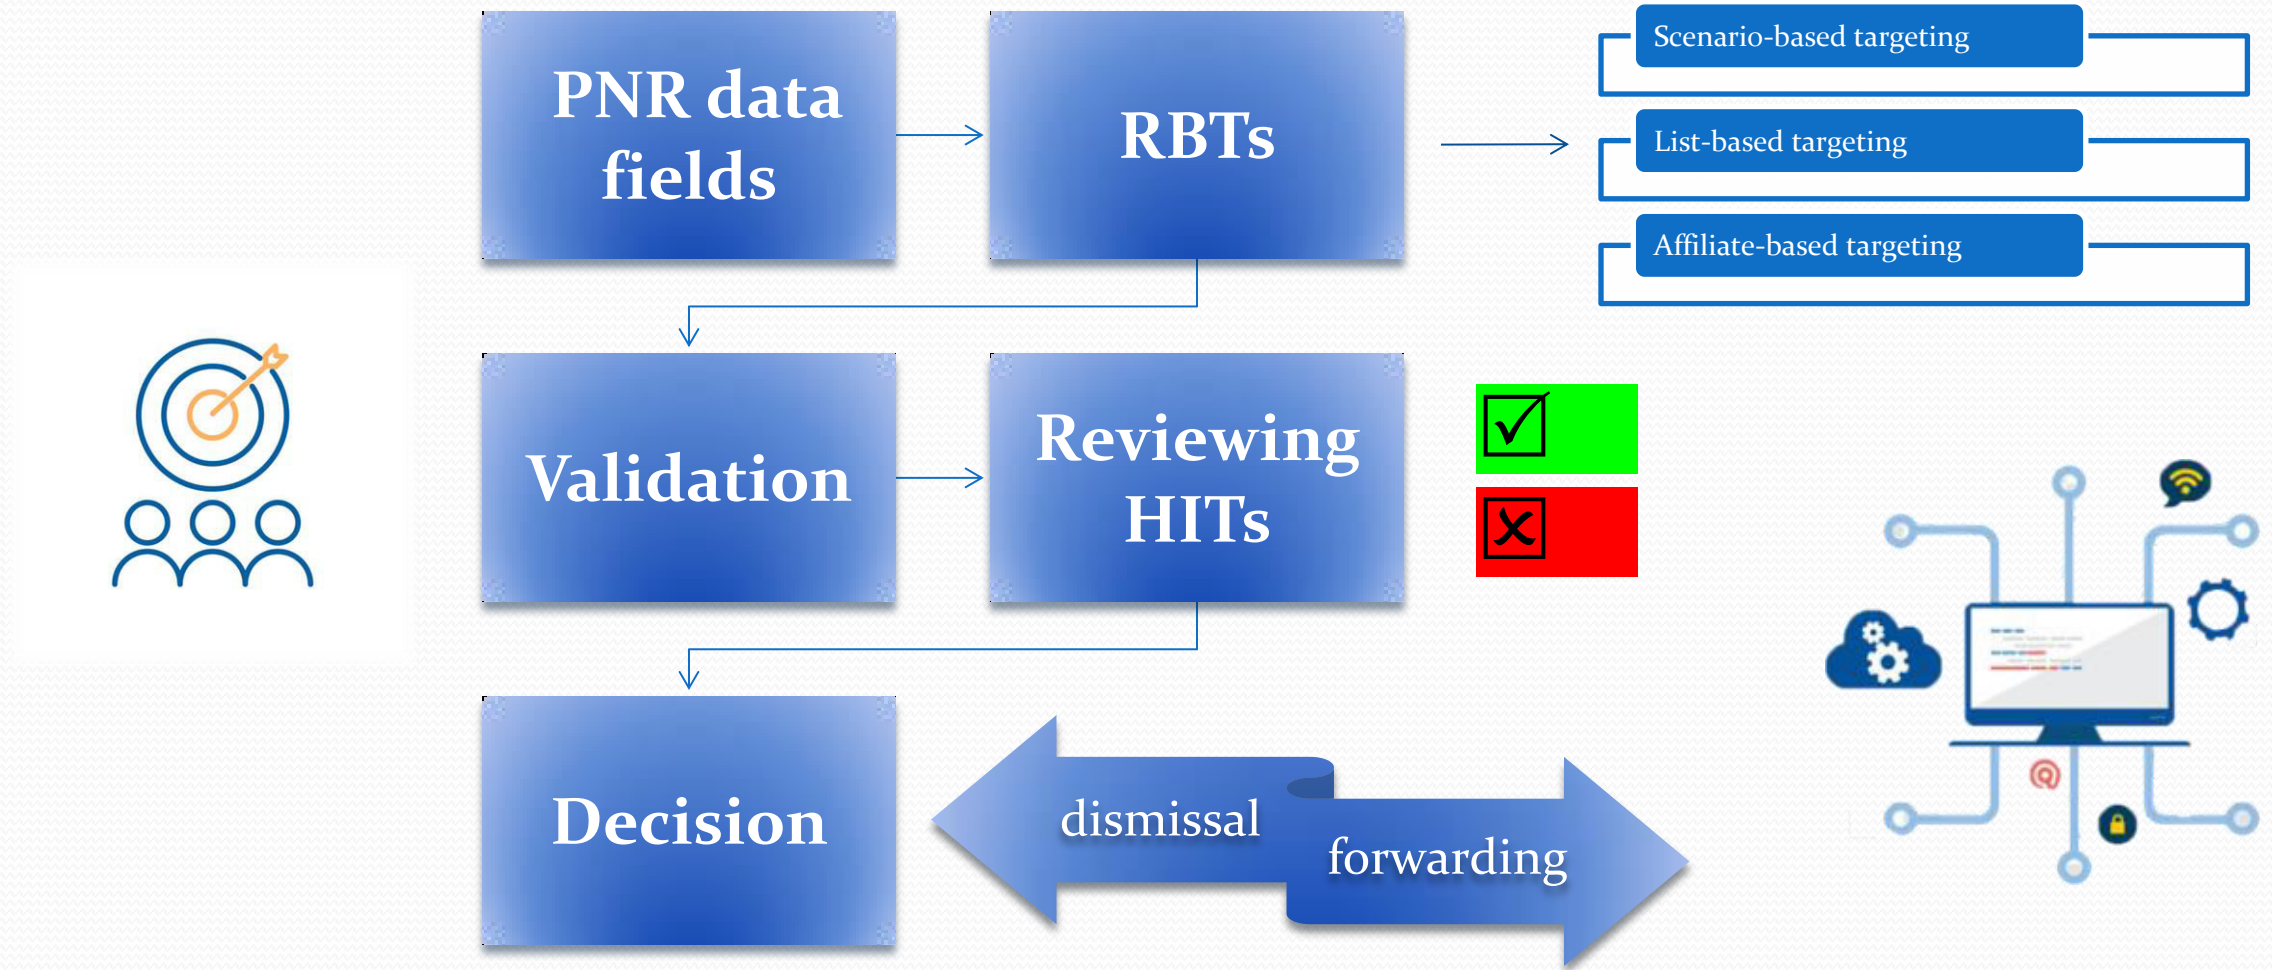 PNR data
fields
RBTs
Scenario-based targeting
List-based targeting
Affiliate-based targeting
Validation
Reviewing
HITs
Decision
dismissal
forwarding